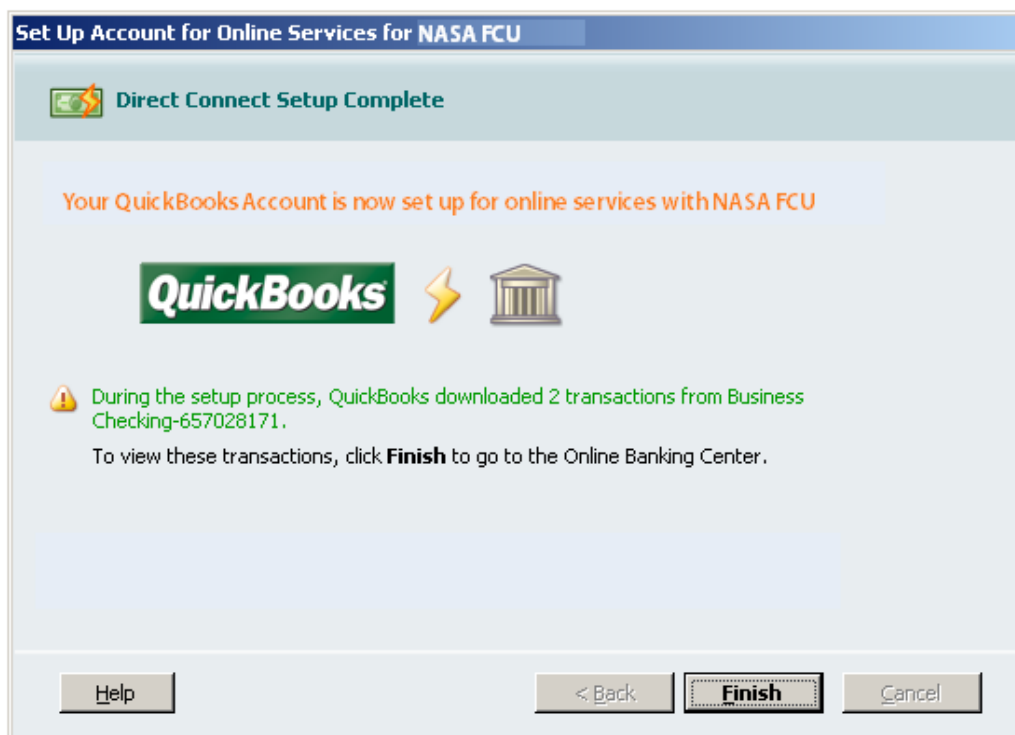 Set Up Account for Online Services for NASA FCU
Direct Connect Setup Complete
Your QuickBooks Account is now set up for online services with NASA FCU
QuickBooks
During the setup process, QuickBooks downloaded 2 transactions from Business
Checking-657028171.
To view these transactions, click Finish to go to the Online Banking Center.
Help
< Back
Finish
Cancel